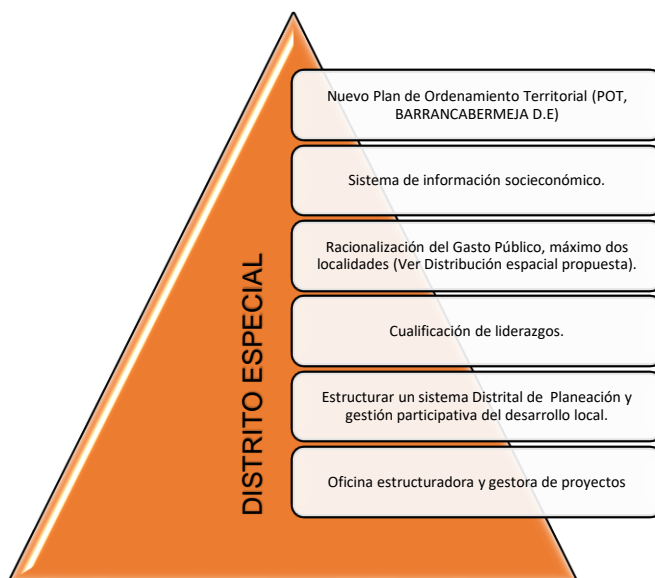 Nuevo Plan de Ordenamiento Territorial (POT,
BARRANCABERMEJA D.E)
Sistema de información socieconómico.
Racionalización del Gasto Público, máximo dos
localidades (Ver Distribución espacial propuesta).
Cualificación de liderazgos.
Estructurar un sistema Distrital de Planeación y
gestión participativa del desarrollo local.
Oficina estructuradora y gestora de proyectos
DISTRITO ESPECIAL